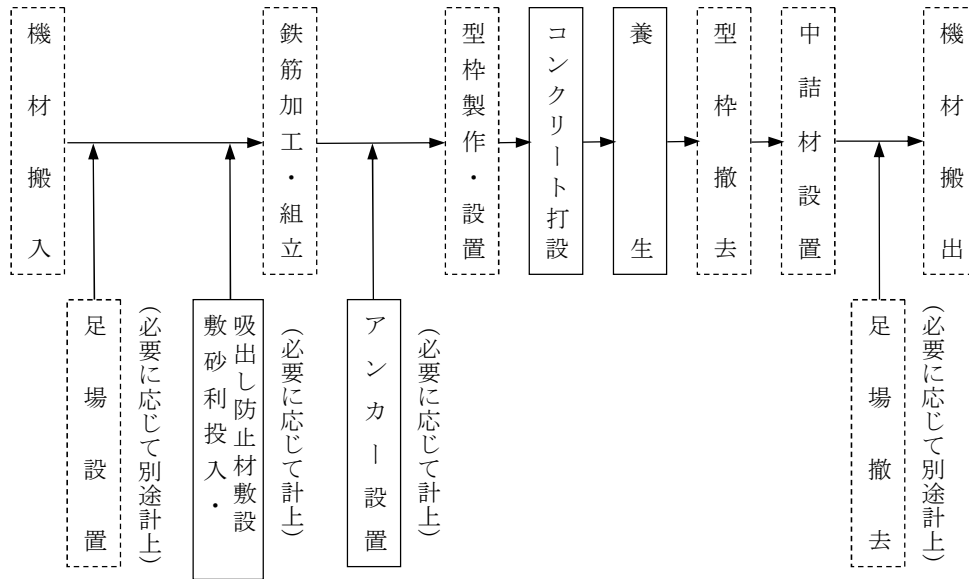 機材搬入
鉄筋加工・組立
型枠製作・設置
コンクリート打設
養生
型枠撤去
中詰材設置
機材搬出
足場設置
(必要に応じて別途計上)
吸出し防止材敷設
敷砂利投入・
(必要に応じて計上)
アンカー設置
(必要に応じて計上)
足場撤去
(必要に応じて別途計上)